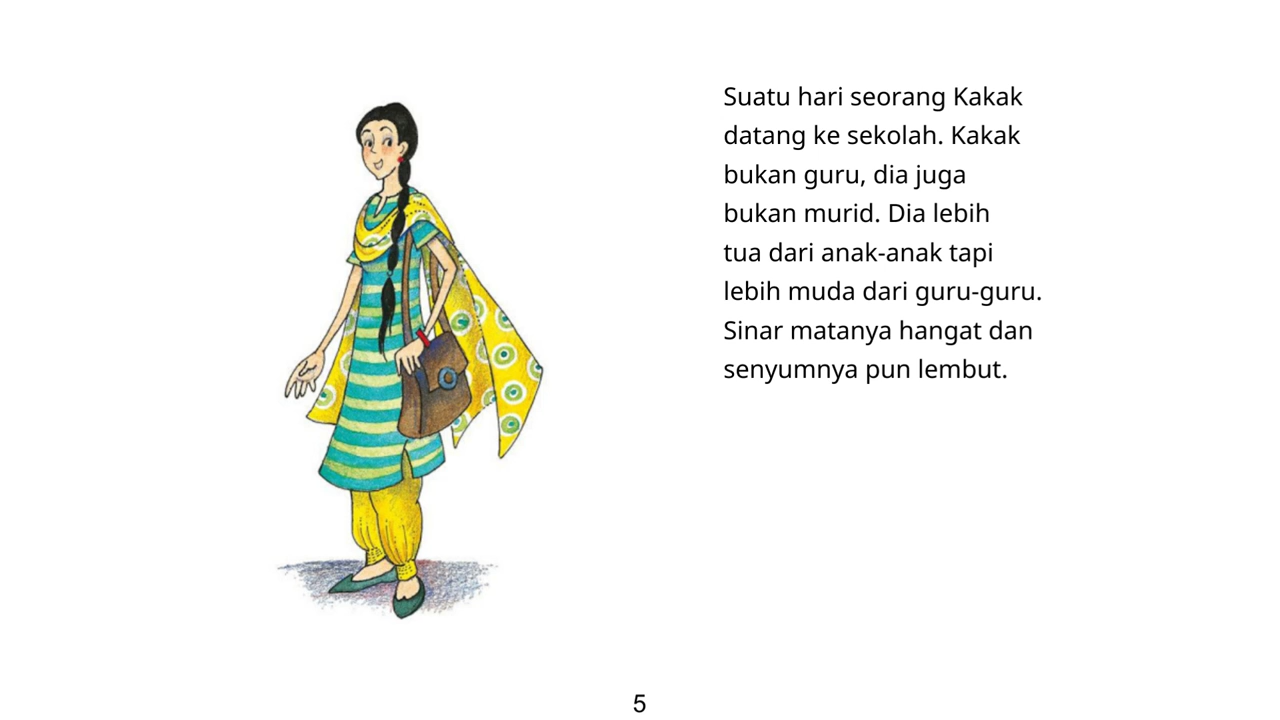 Suatu hari seorang Kakak
datang ke sekolah. Kakak
bukan guru, dia juga
bukan murid. Dia lebih
tua dari anak-anak tapi
lebih muda dari guru-guru.
Sinar matanya hangat dan
senyumnya pun lembut.
5